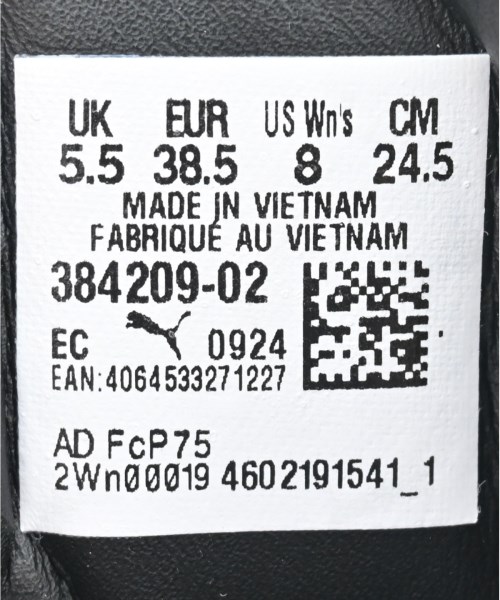 UK EUR US Wn's CM
5.5 38.5 8 24.5
MADE IN VIETNAM
FABRIQUÉ AU VIETNAM
384209-02
EC 0924
EAN:4064533271227
AD FcP75
2Wn00019 4602191541_1